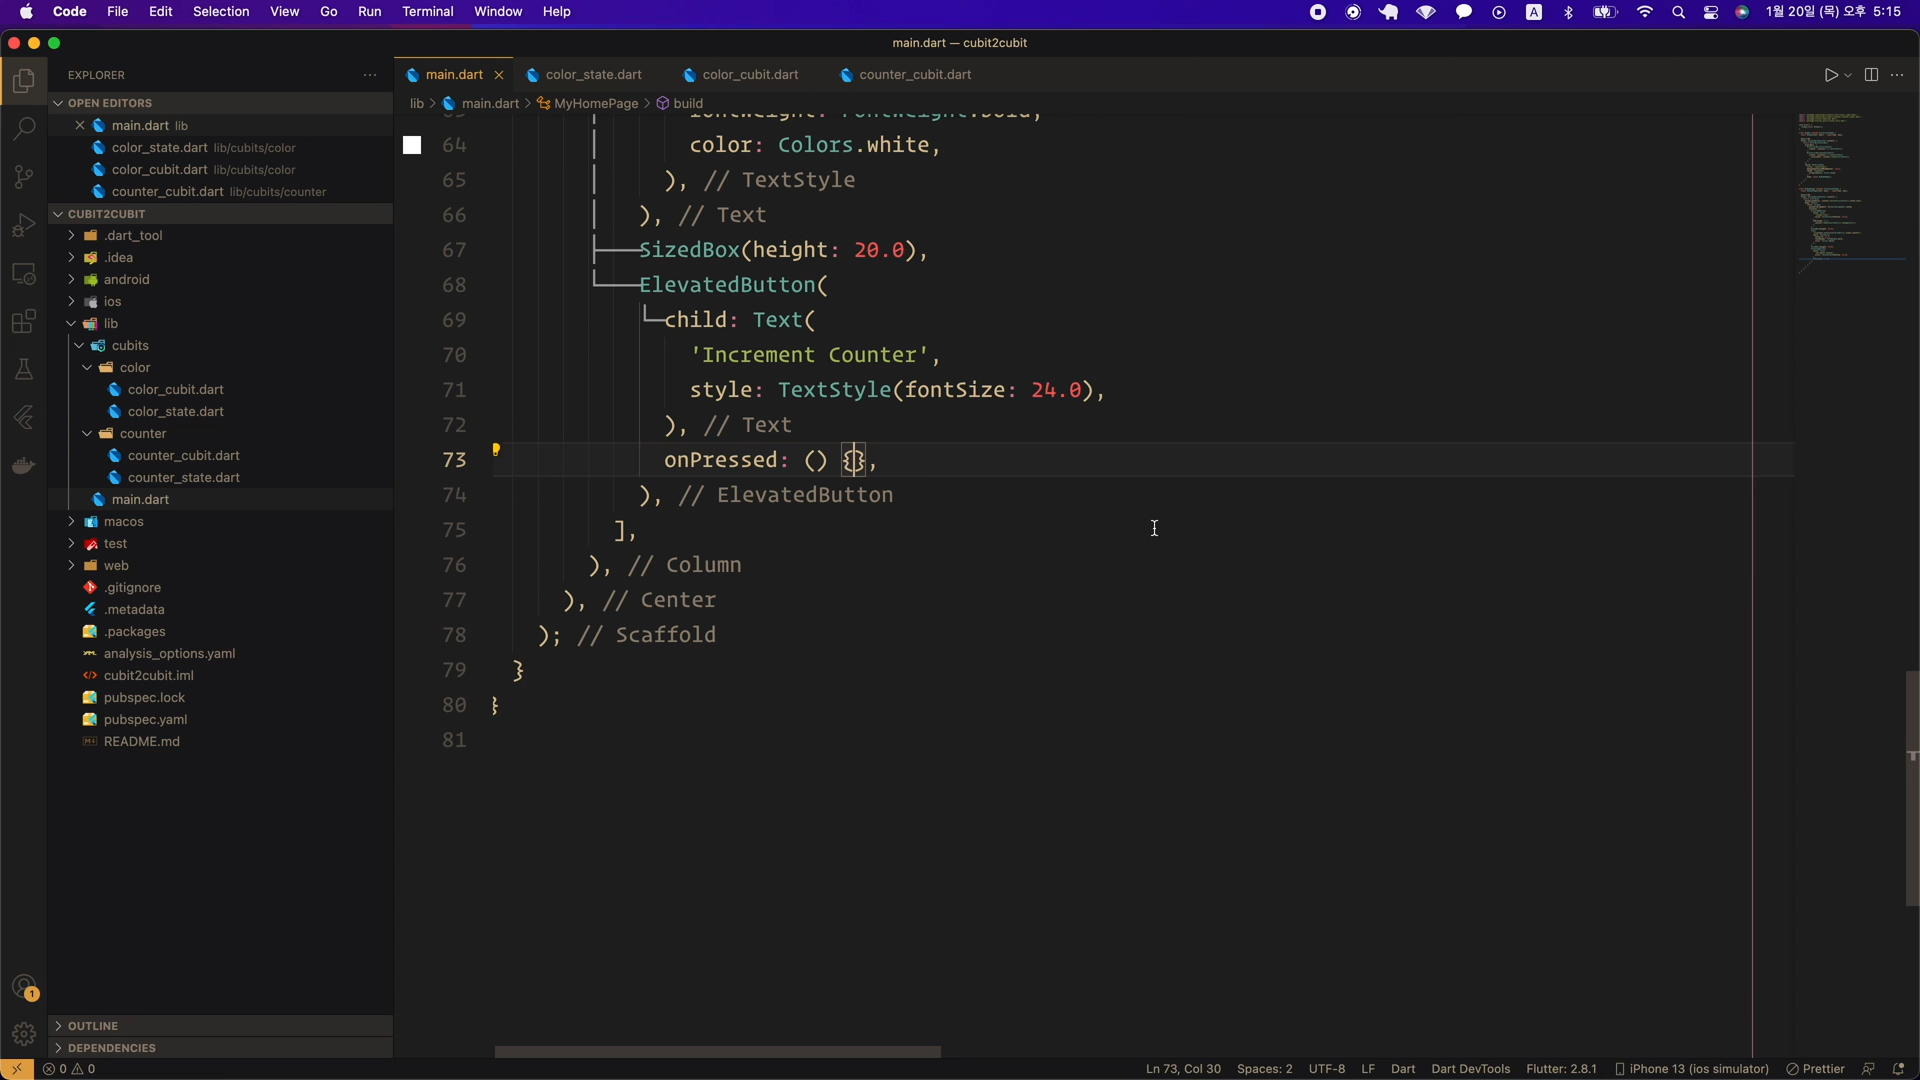 Code File Edit Selection View Go Run Terminal Window Help
A 1월 20일 (목) 오후 5:15
main.dart — cubit2cubit
EXPLORER
main.dart color_state.dart color_cubit.dart counter_cubit.dart
lib > main.dart > MyHomePage > build
OPEN EDITORS
main.dart lib
color_state.dart lib/cubits/color
color_cubit.dart lib/cubits/color
counter_cubit.dart lib/cubits/counter
CUBIT2CUBIT
.dart_tool
.idea
android
ios
lib
cubits
color
color_cubit.dart
color_state.dart
counter
counter_cubit.dart
counter_state.dart
main.dart
macos
test
web
.gitignore
.metadata
.packages
analysis_options.yaml
cubit2cubit.iml
pubspec.lock
pubspec.yaml
README.md
OUTLINE
DEPENDENCIES
64 color: Colors.white,
65 ), // TextStyle
66 ), // Text
67 SizedBox(height: 20.0),
68 ElevatedButton(
69 child: Text(
70 'Increment Counter',
71 style: TextStyle(fontSize: 24.0),
72 ), // Text
73 onPressed: () {},
74 ), // ElevatedButton
75 ],
76 ), // Column
77 ), // Center
78 ); // Scaffold
79 }
80 }
81
1
0 0
Ln 73, Col 30 Spaces: 2 UTF-8 LF Dart Dart DevTools Flutter: 2.8.1 iPhone 13 (ios simulator) Prettier